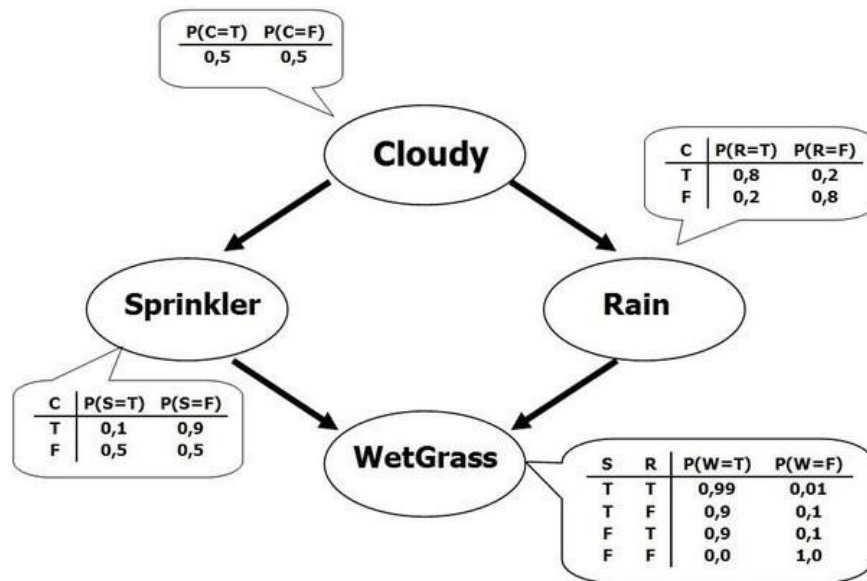 P(C=T) P(C=F)
0,5 0,5
Cloudy
C P(R=T) P(R=F)
T 0,8 0,2
F 0,2 0,8
Sprinkler
Rain
C P(S=T) P(S=F)
T 0,1 0,9
F 0,5 0,5
WetGrass
S R P(W=T) P(W=F)
T T 0,99 0,01
T F 0,9 0,1
F T 0,9 0,1
F F 0,0 1,0